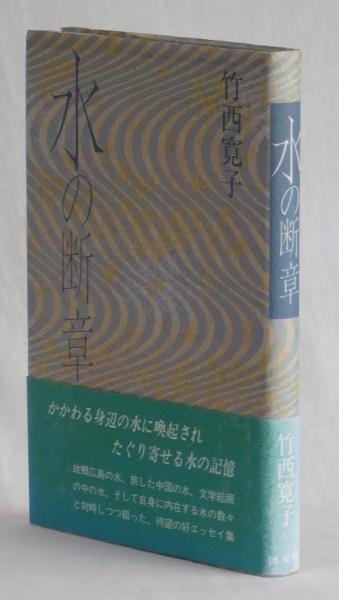 水の断章
竹西寛子
かかわる身辺の水に喚起され
たぐり寄せる水の記憶
故郷広島の水、旅した中国の水、文学絵画
の中の水、そして自身に内在する水の数々
と対峙しつつ綴った、待望の好エッセイ集
水の断章
竹西寛子